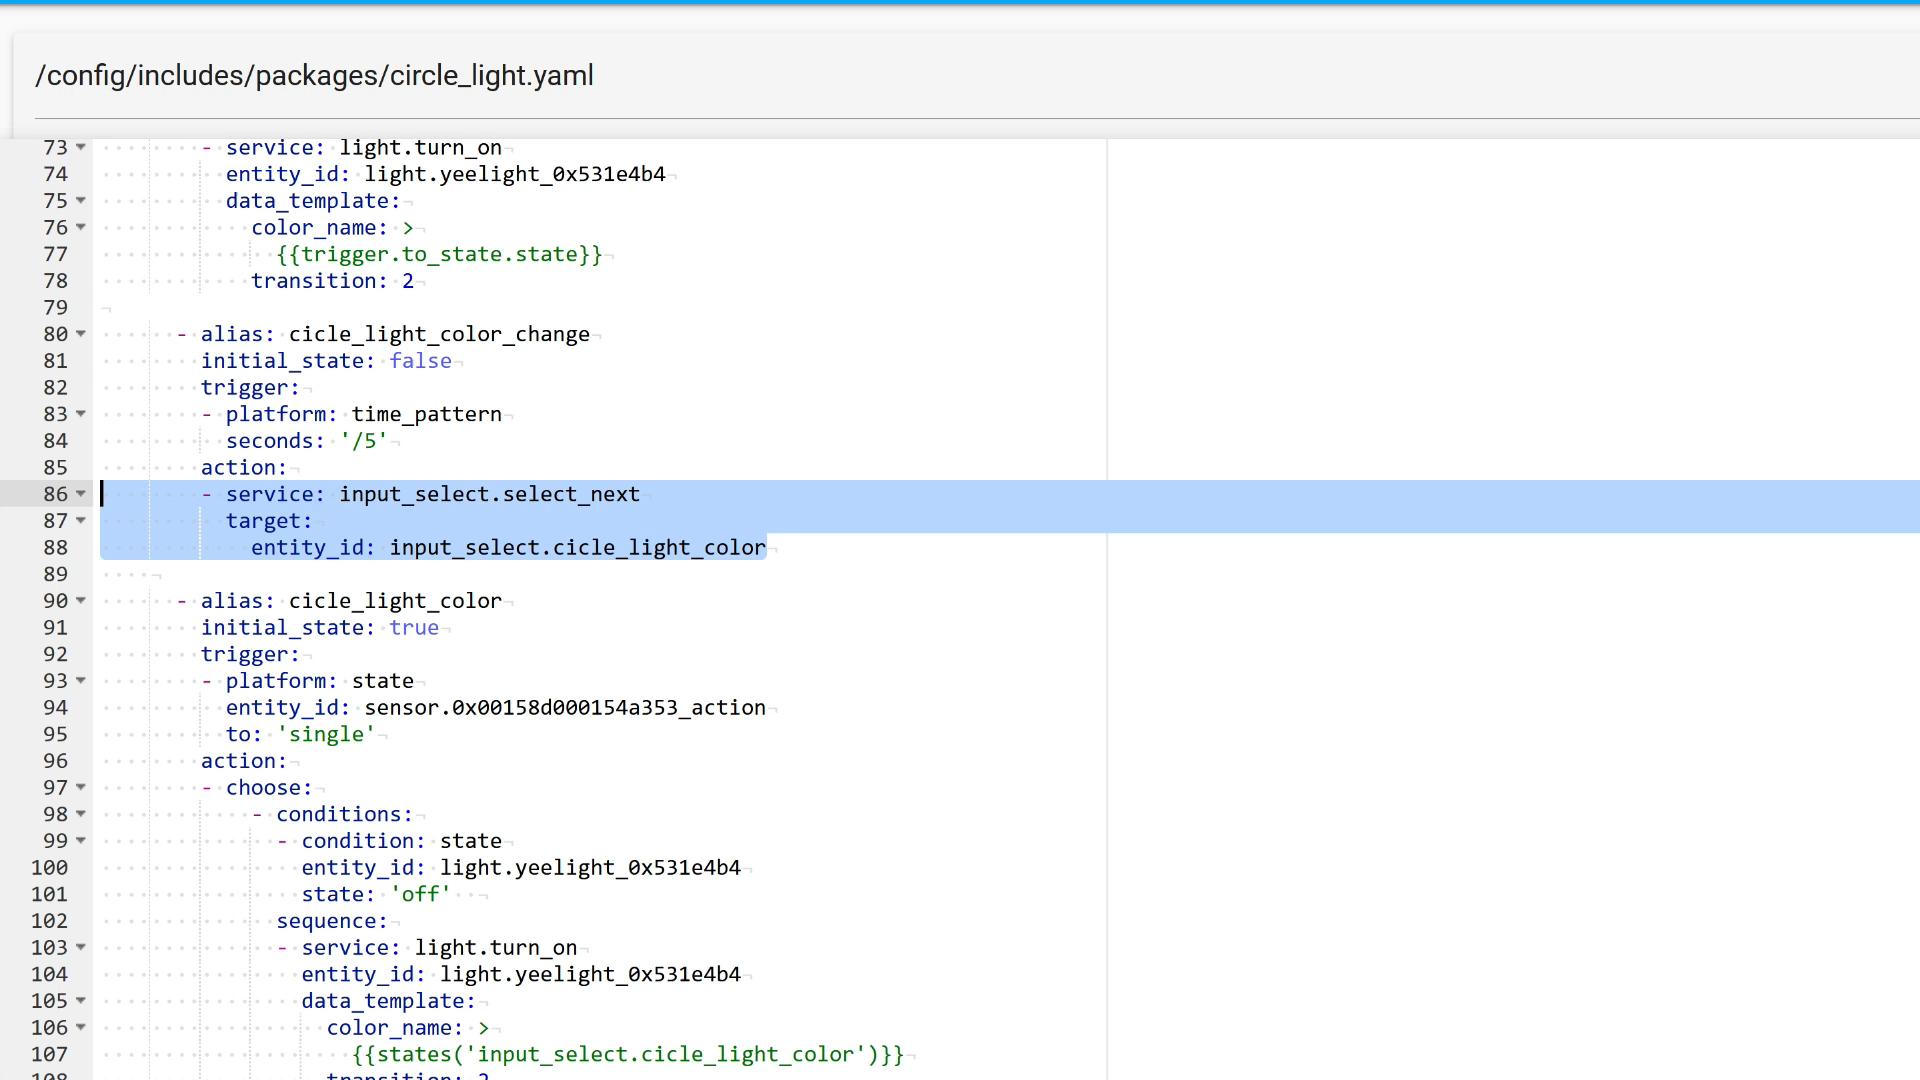 /config/includes/packages/circle_light.yaml
73 - service: light.turn_on
74 entity_id: light.yeelight_0x531e4b4
75 data_template:
76 color_name: >
77 {{trigger.to_state.state}}
78 transition: 2
79
80 - alias: cicle_light_color_change
81 initial_state: false
82 trigger:
83 - platform: time_pattern
84 seconds: '/5'
85 action:
86 - service: input_select.select_next
87 target:
88 entity_id: input_select.cicle_light_color
89
90 - alias: cicle_light_color
91 initial_state: true
92 trigger:
93 - platform: state
94 entity_id: sensor.0x00158d000154a353_action
95 to: 'single'
96 action:
97 - choose:
98 - conditions:
99 - condition: state
100 entity_id: light.yeelight_0x531e4b4
101 state: 'off'
102 sequence:
103 - service: light.turn_on
104 entity_id: light.yeelight_0x531e4b4
105 data_template:
106 color_name: >
107 {{states('input_select.cicle_light_color')}}
108 transition: 2